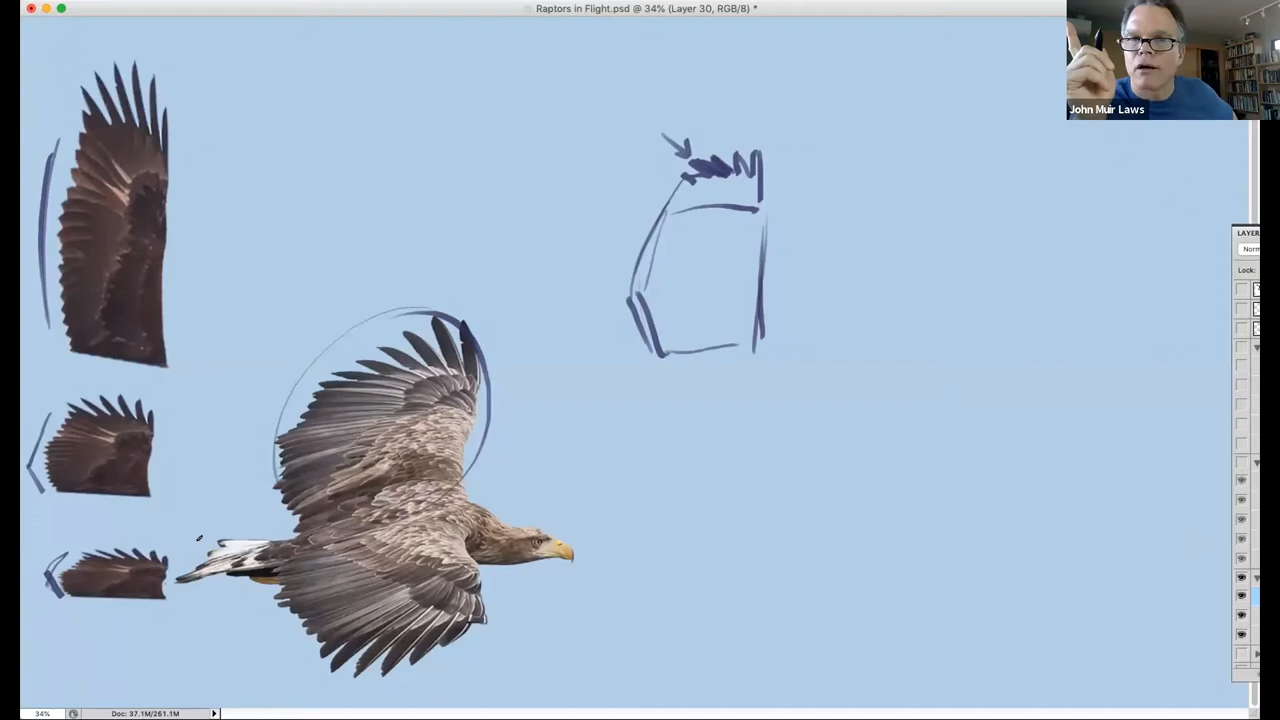 Raptors in Flight.psd @ 34% (Layer 30, RGB/8) *
John Muir Laws
LAYER
Norm
Lock:
34%
Doc: 37.1M/261.1M